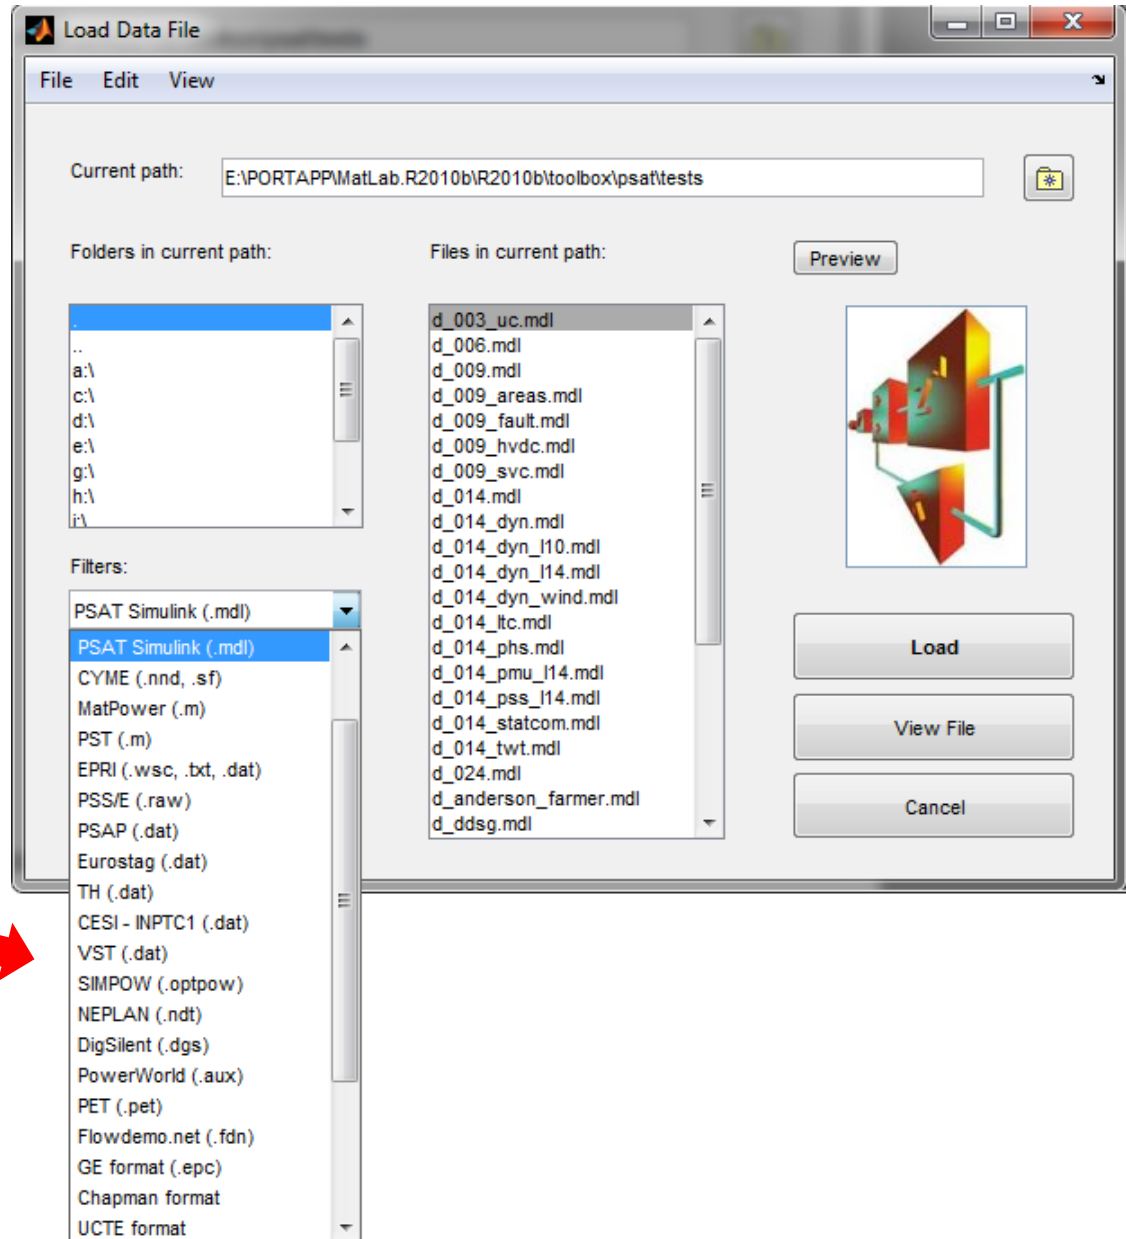 Load Data File
File Edit View
Current path:
E:\PORTAPP\MatLab.R2010b\R2010b\toolbox\psat\tests
Folders in current path:
.
..
a:\
c:\
d:\
e:\
g:\
h:\
i:\
Filters:
PSAT Simulink (.mdl)
PSAT Simulink (.mdl)
CYME (.nnd, .sf)
MatPower (.m)
PST (.m)
EPRI (.wsc, .txt, .dat)
PSS/E (.raw)
PSAP (.dat)
Eurostag (.dat)
TH (.dat)
CESI - INPTC1 (.dat)
VST (.dat)
SIMPOW (.optpow)
NEPLAN (.ndt)
DigSilent (.dgs)
PowerWorld (.aux)
PET (.pet)
Flowdemo.net (.fdn)
GE format (.epc)
Chapman format
UCTE format
Files in current path:
d_003_uc.mdl
d_006.mdl
d_009.mdl
d_009_areas.mdl
d_009_fault.mdl
d_009_hvdc.mdl
d_009_svc.mdl
d_014.mdl
d_014_dyn.mdl
d_014_dyn_l10.mdl
d_014_dyn_l14.mdl
d_014_dyn_wind.mdl
d_014_ltc.mdl
d_014_phs.mdl
d_014_pmu_l14.mdl
d_014_pss_l14.mdl
d_014_statcom.mdl
d_014_twt.mdl
d_024.mdl
d_anderson_farmer.mdl
d_ddsg.mdl
Preview
Load
View File
Cancel